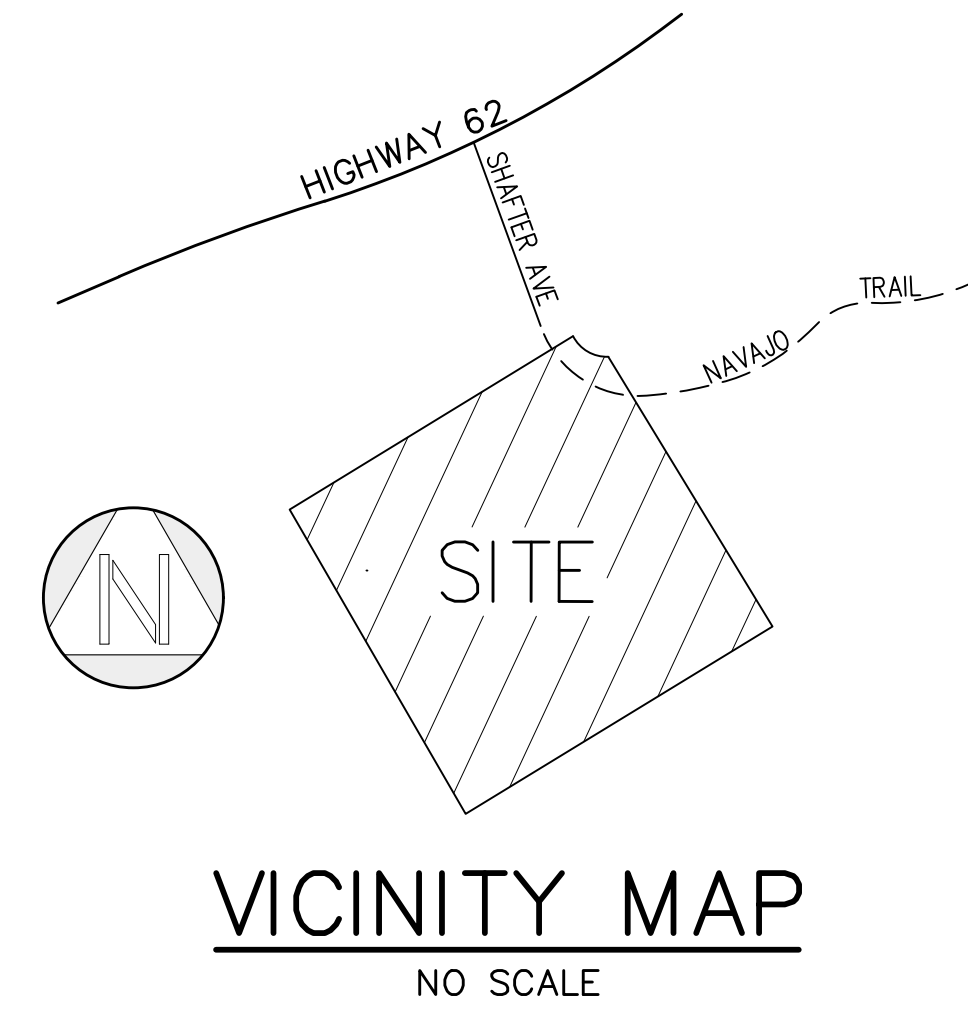 HIGHWAY 62
SHAFTER AVE
TRAIL
NAVAJO
SITE
N
VICINITY MAP
NO SCALE